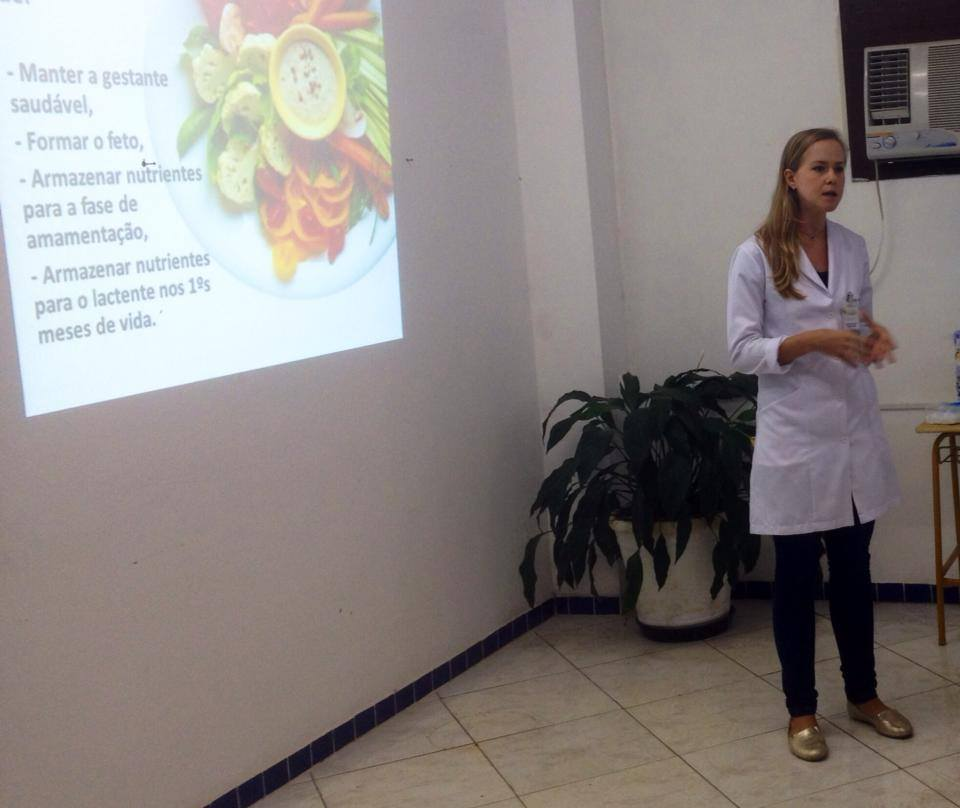 - Manter a gestante
saudável,
- Formar o feto,
- Armazenar nutrientes
para a fase de
amamentação,
- Armazenar nutrientes
para o lactente nos 1ºs
meses de vida.